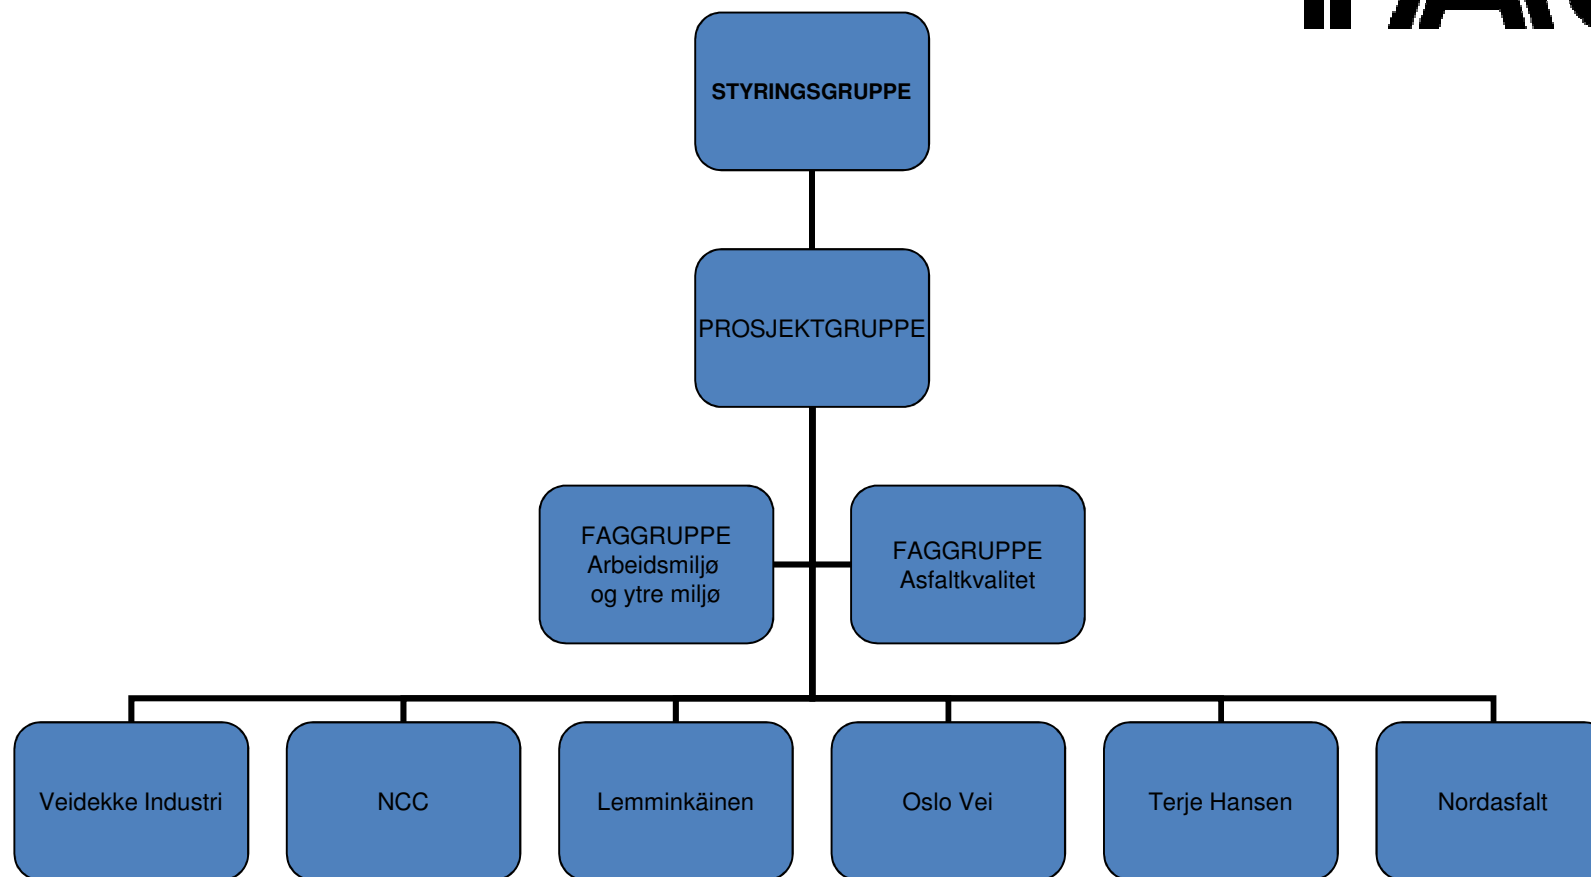 STYRINGSGRUPPE
PROSJEKTGRUPPE
FAGGRUPPE
Arbeidsmiljø
og ytre miljø
FAGGRUPPE
Asfaltkvalitet
Veidekke Industri
NCC
Lemminkäinen
Oslo Vei
Terje Hansen
Nordasfalt